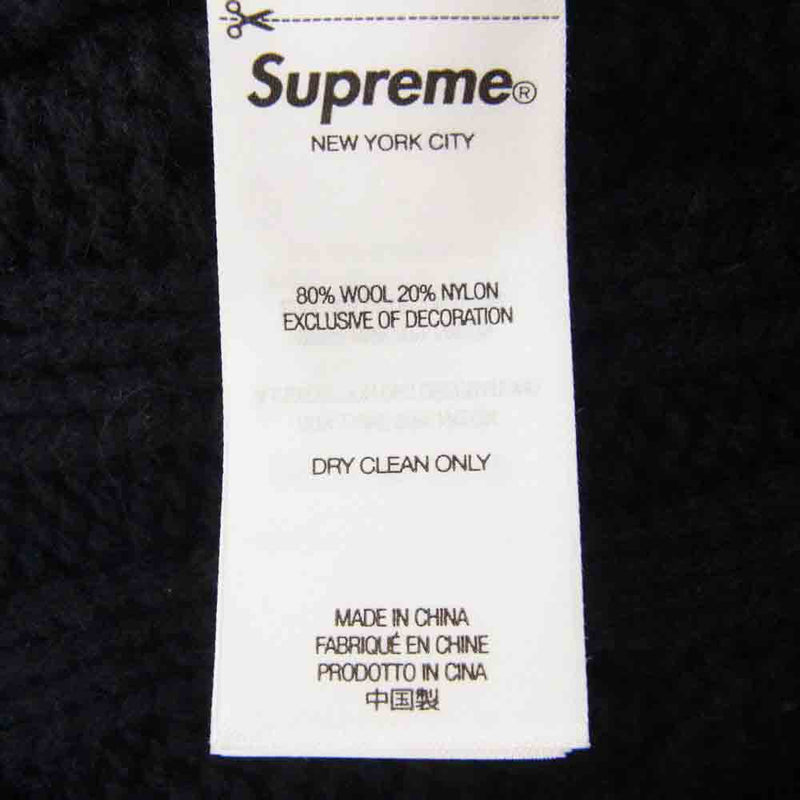 Supreme®
NEW YORK CITY
80% WOOL 20% NYLON
EXCLUSIVE OF DECORATION
DRY CLEAN ONLY
MADE IN CHINA
FABRIQUÉ EN CHINE
PRODOTTO IN CINA
中国製